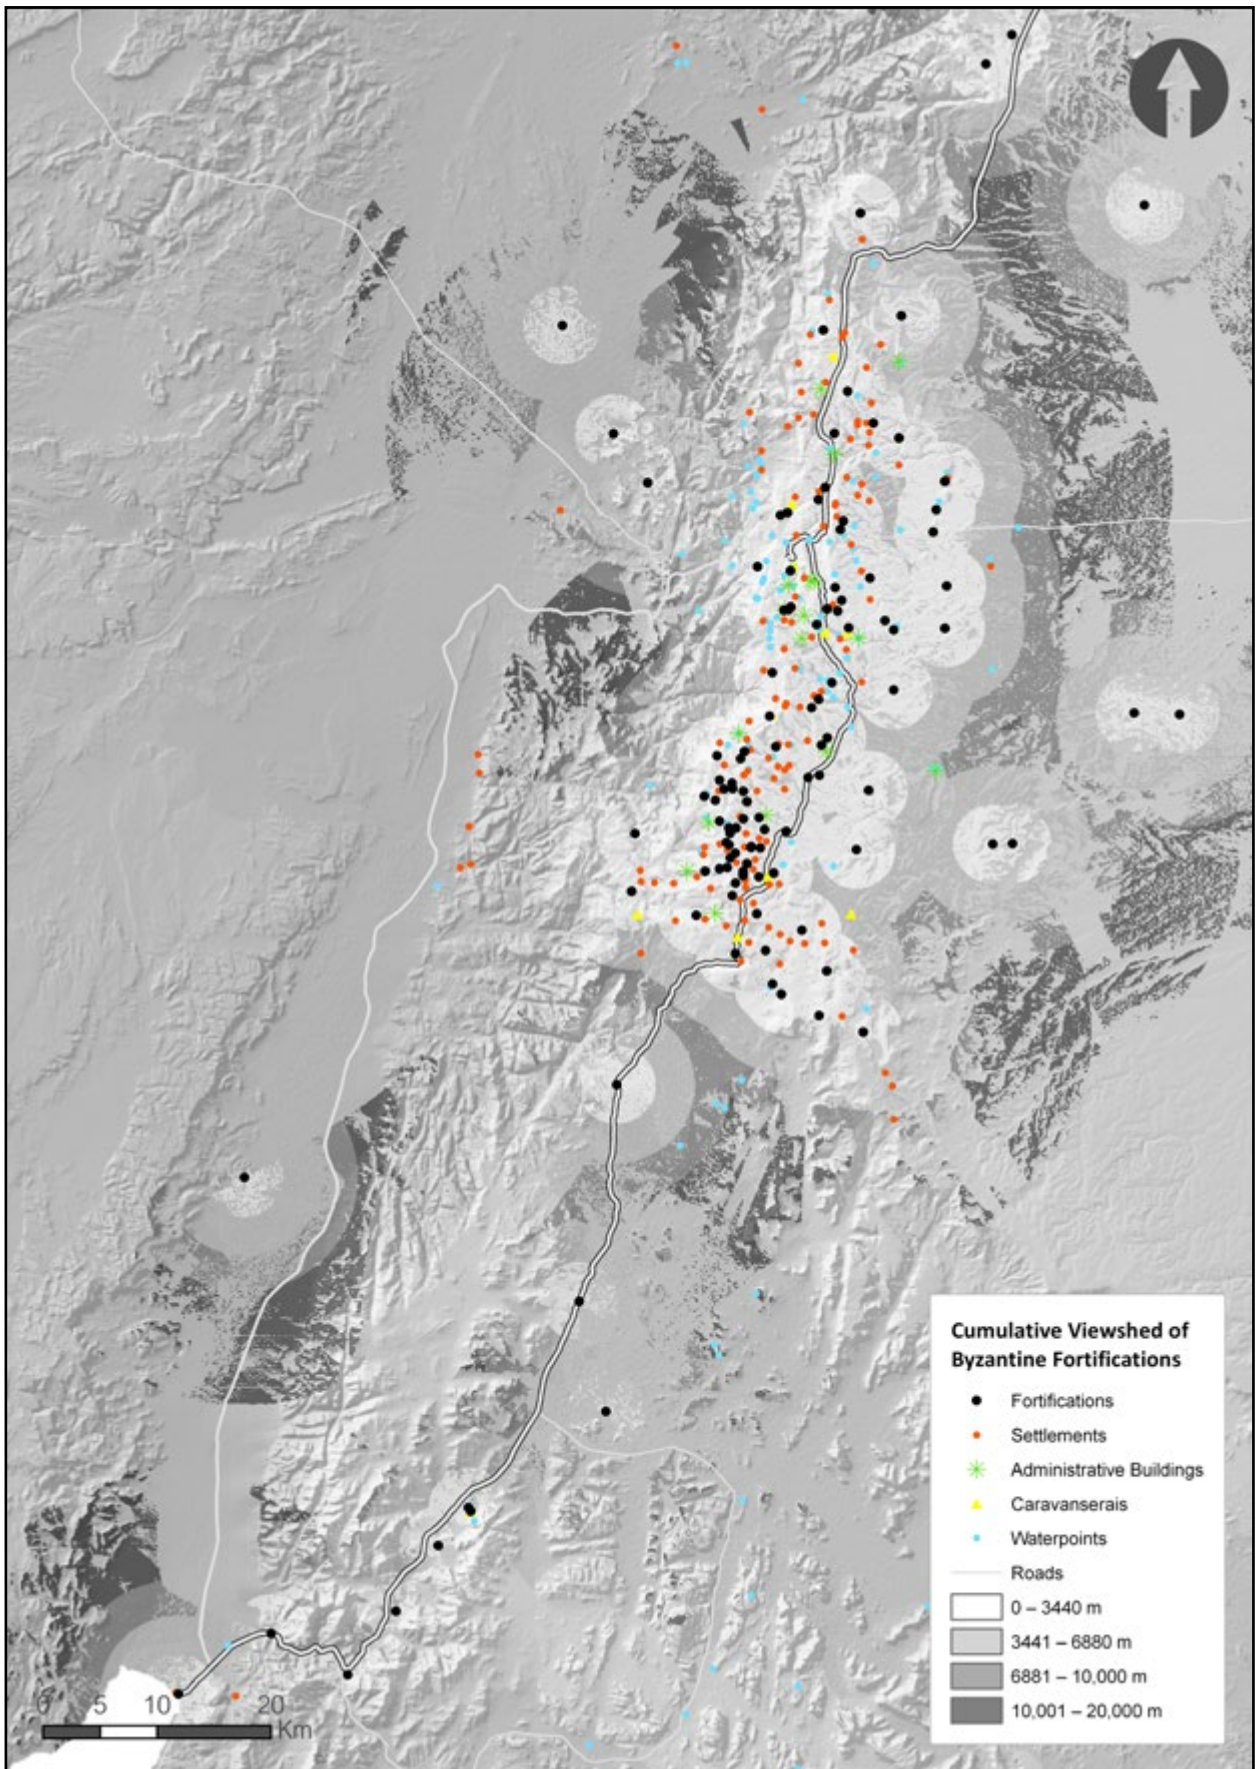 Cumulative Viewshed of
Byzantine Fortifications
Fortifications
Settlements
Administrative Buildings
Caravanserais
Waterpoints
Roads
0 – 3440 m
3441 – 6880 m
6881 – 10,000 m
10,001 – 20,000 m
0 5 10 20
Km